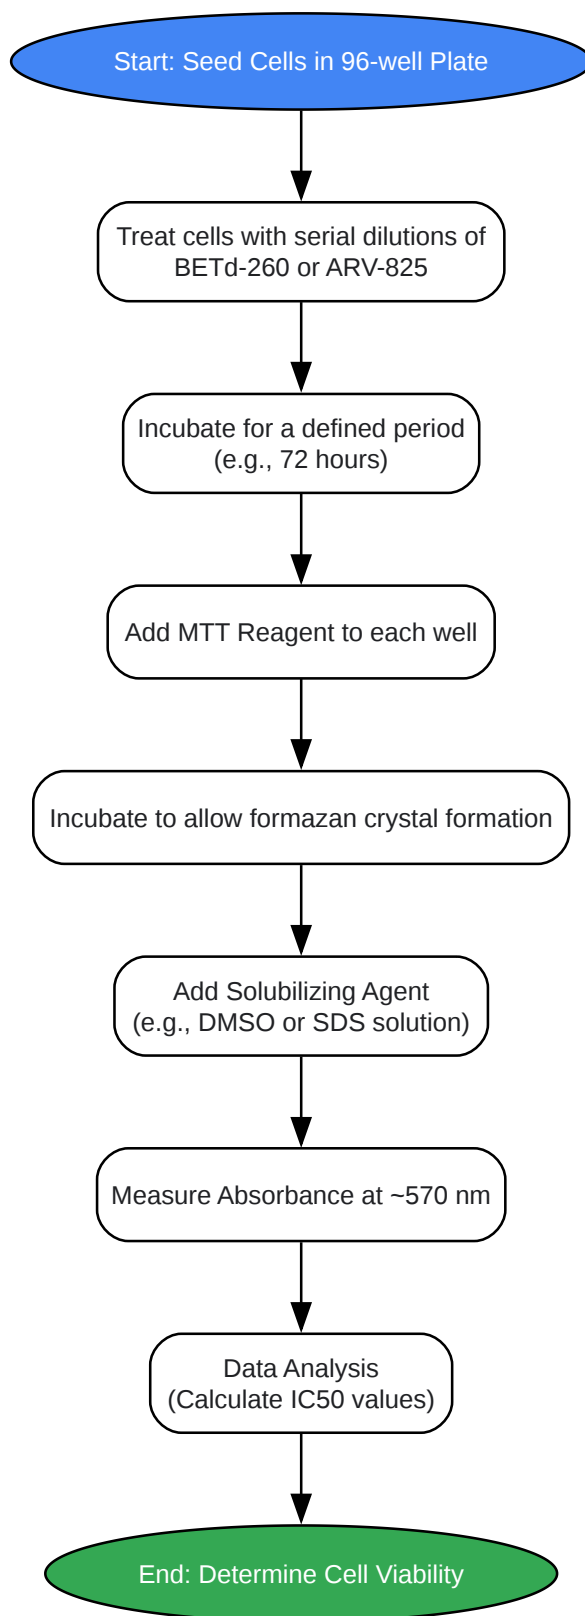 Start: Seed Cells in 96-well Plate
Treat cells with serial dilutions of
BETd-260 or ARV-825
Incubate for a defined period
(e.g., 72 hours)
Add MTT Reagent to each well
Incubate to allow formazan crystal formation
Add Solubilizing Agent
(e.g., DMSO or SDS solution)
Measure Absorbance at ~570 nm
Data Analysis
(Calculate IC50 values)
End: Determine Cell Viability